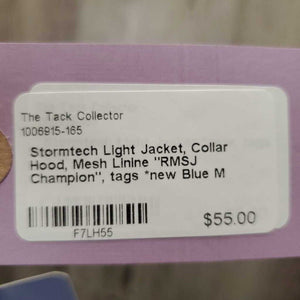 The Tack Collector
1006915-165
Stormtech Light Jacket, Collar
Hood, Mesh Linine "RMSJ
Champion", tags *new Blue M
$55.00
F7LH55